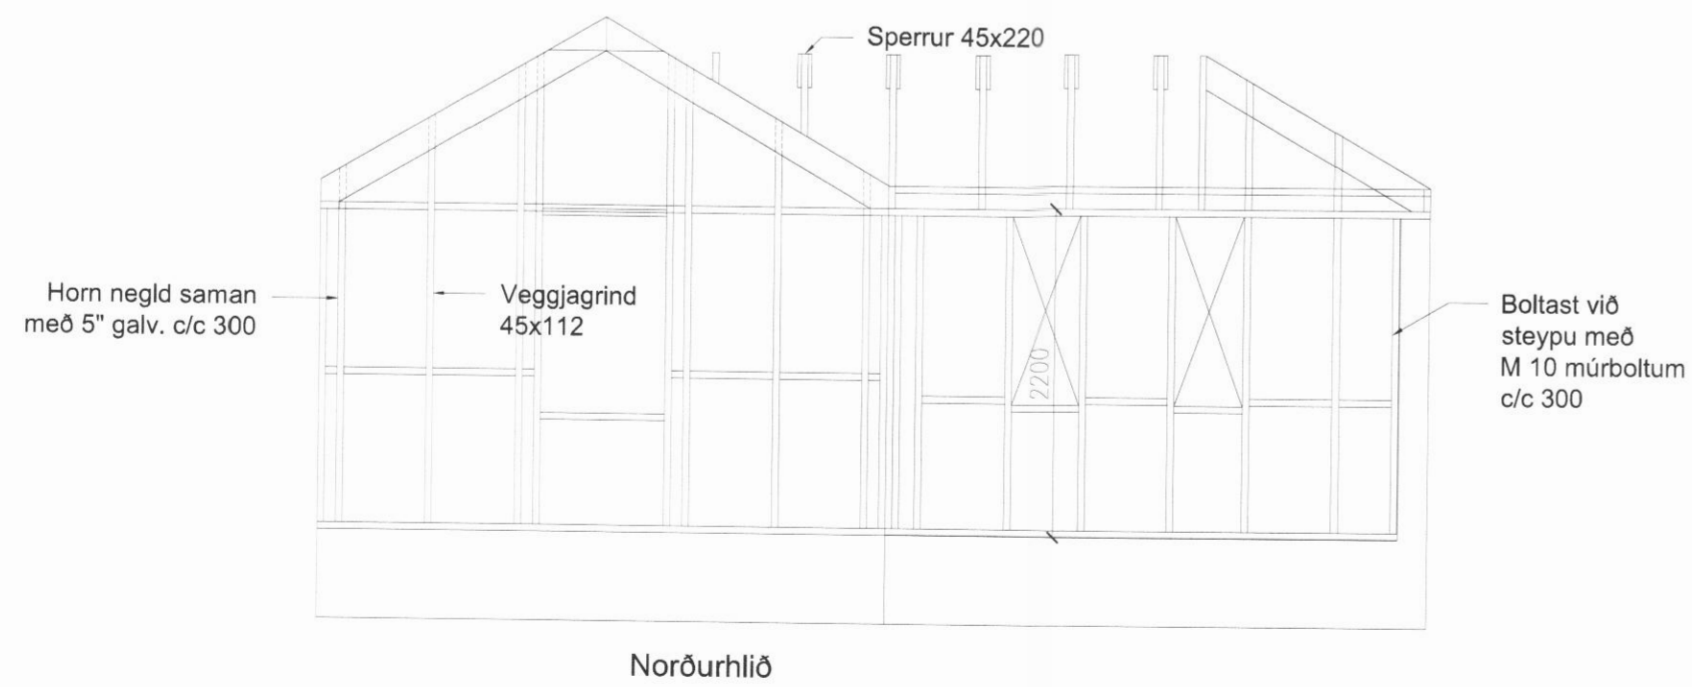 Sperrur 45x220
Horn negld saman
með 5" galv. c/c 300
Veggjagrind
45x112
2200
Boltast við
steypu með
M 10 múrboltum
c/c 300
Norðurhlið